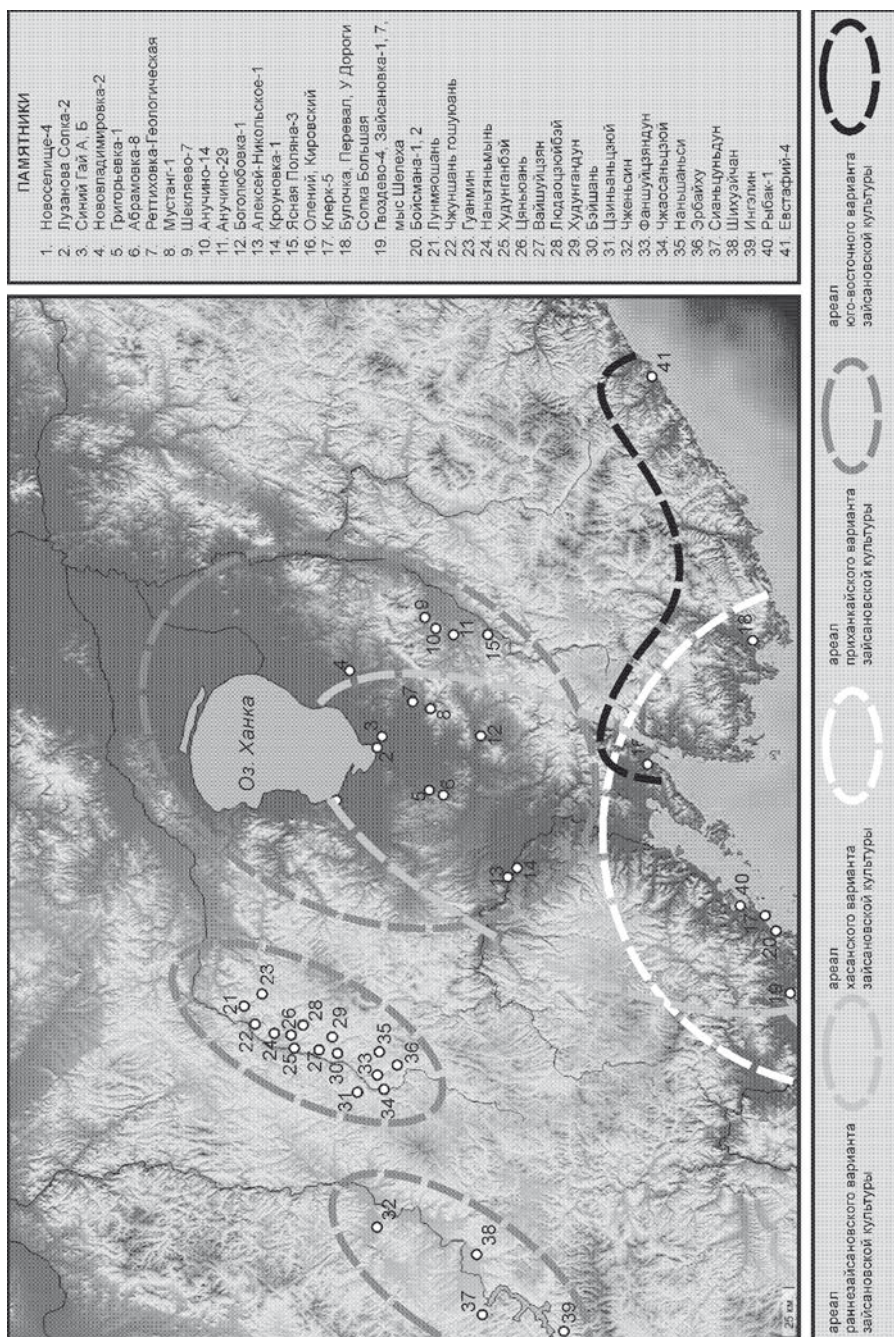 ПАМЯТНИКИ
1. Новоселище-4
2. Лузанова Сопка-2
3. Синий Гай А, Б
4. Нововладимировка-2
5. Григорьевка-1
6. Абрамовка-8
7. Реттиховка-Геологическая
8. Мустанг-1
9. Шекляево-7
10. Анучино-14
11. Анучино-29
12. Боголюбовка-1
13. Алексей-Никольское-1
14. Кроуновка-1
15. Ясная Поляна-3
16. Олений, Кировский
17. Клерк-5
18. Булочка, Перевал, У Дороги
Сопка Большая
19. Гвоздево-4, Зайсановка-1, 7,
мыс Шелеха
20. Бойсмана-1, 2
21. Лунмяошань
22. Чжуншань гошуюань
23. Гуанмин
24. Наньтяньмынь
25. Худунганбэй
26. Цяньюань
27. Вайшуйцзян
28. Людаоцзюйбэй
29. Худунгандун
30. Бэйшань
31. Цзиньаньцзюй
32. Чженьсин
33. Фаншуйцзяндун
34. Чжаосаньцзюй
35. Наньшаньси
36. Эрбайху
37. Сианьцуньдун
38. Шихуэйчан
39. Ингэлин
40. Рыбак-1
41. Евстафий-4
Оз. Ханка
4
9
10
11
15
7
8
3
2
12
5
6
13
14
41
18
40
17
20
19
21
23
22
24
26
25
28
27
29
30
35
33
36
31
34
32
38
37
39
25 км
ареал
раннезайсановского варианта
зайсановской культуры
ареал
хасанского варианта
зайсановской культуры
ареал
приханкайского варианта
зайсановской культуры
ареал
юго-восточного варианта
зайсановской культуры